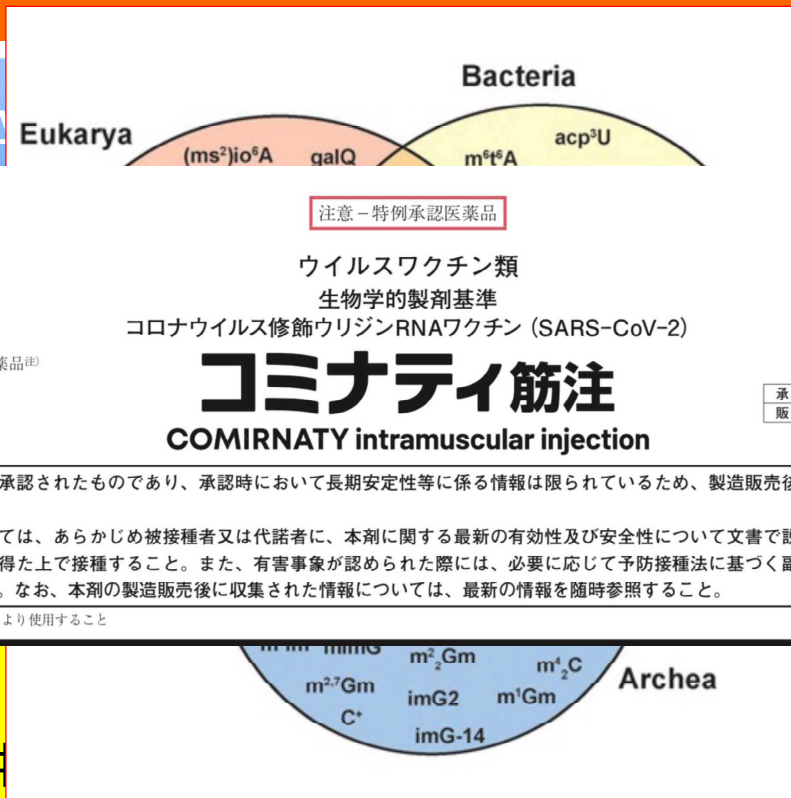 Bacteria
Eukarya
acp³U
(ms²)io⁶A galQ m⁶t⁶A
注意－特例承認医薬品
ウイルスワクチン類
生物学的製剤基準
コロナウイルス修飾ウリジンRNAワクチン (SARS-CoV-2)
薬品注)
コミナティ筋注
承
販
COMIRNATY intramuscular injection
承認されたものであり、承認時において長期安定性等に係る情報は限られているため、製造販売後
ては、あらかじめ被接種者又は代諾者に、本剤に関する最新の有効性及び安全性について文書で説
得た上で接種すること。また、有害事象が認められた際には、必要に応じて予防接種法に基づく副
。なお、本剤の製造販売後に収集された情報については、最新の情報を随時参照すること。
より使用すること
mimG m²₂Gm m⁴₂C
Archea
m²,⁷Gm imG2 m¹Gm
C⁺
imG-14